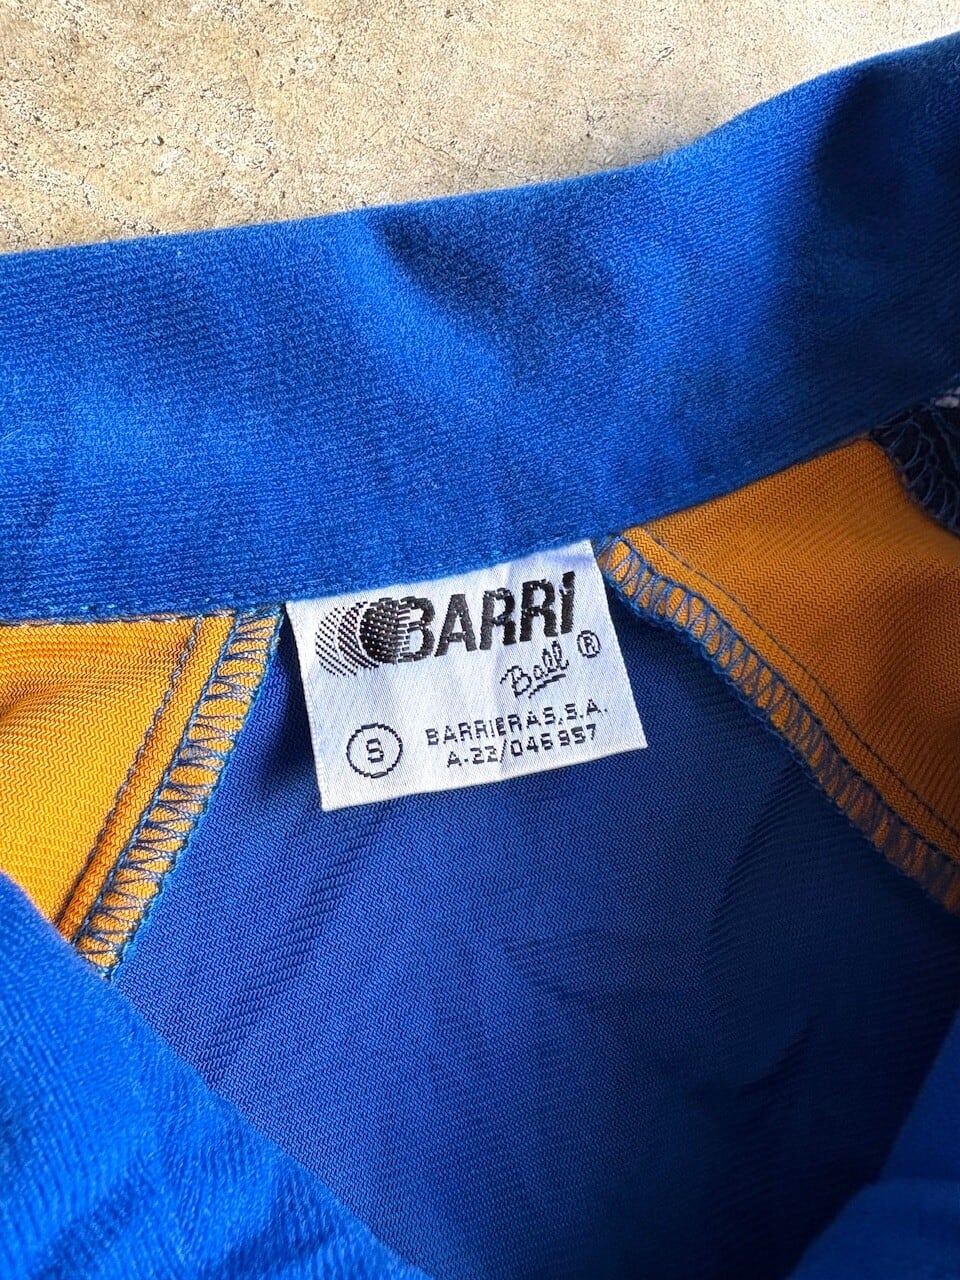 BARRi
Ball ®
S
BARRIERAS,S.A.
A-22/046957